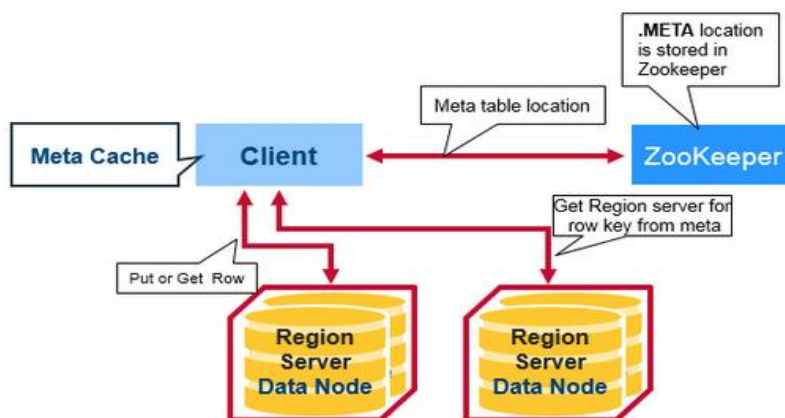 .META location
is stored in
Zookeeper
Meta table location
Meta Cache
Client
ZooKeeper
Get Region server for
row key from meta
Put or Get Row
Region
Server
Data Node
Region
Server
Data Node